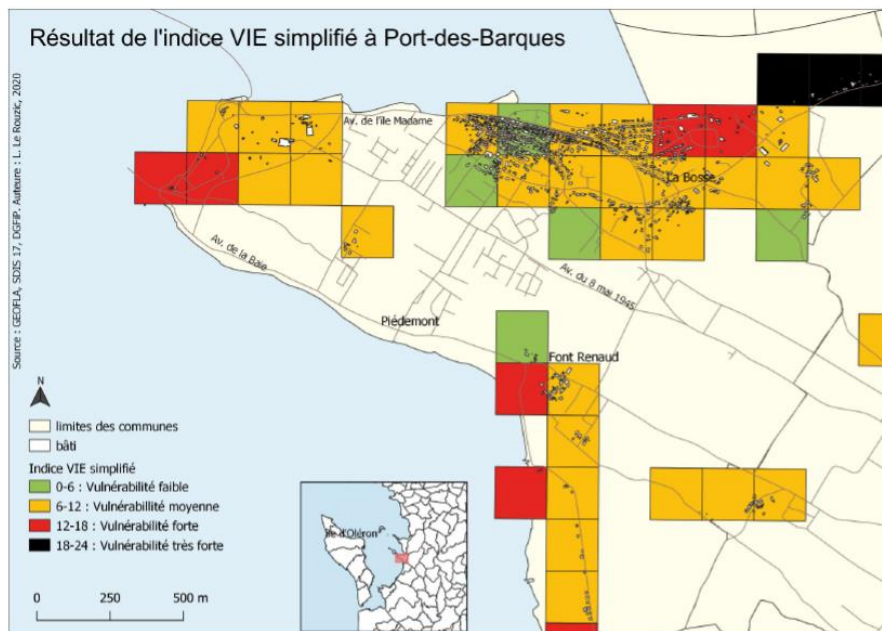 Résultat de l'indice VIE simplifié à Port-des-Barques
Source : GEOFLA, SDIS 17, DGFiP. Auteure : L. Le Rouzic, 2020
Av. de l'île Madame
La Bosse
Av. de la Baie
Av. du 8 mai 1945
Piédemont
Font Renaud
N
limites des communes
bâti
Indice VIE simplifié
0-6 : Vulnérabilité faible
6-12 : Vulnérabilité moyenne
12-18 : Vulnérabillité forte
18-24 : Vulnérabilité très forte
0 250 500 m
Île d'Oléron